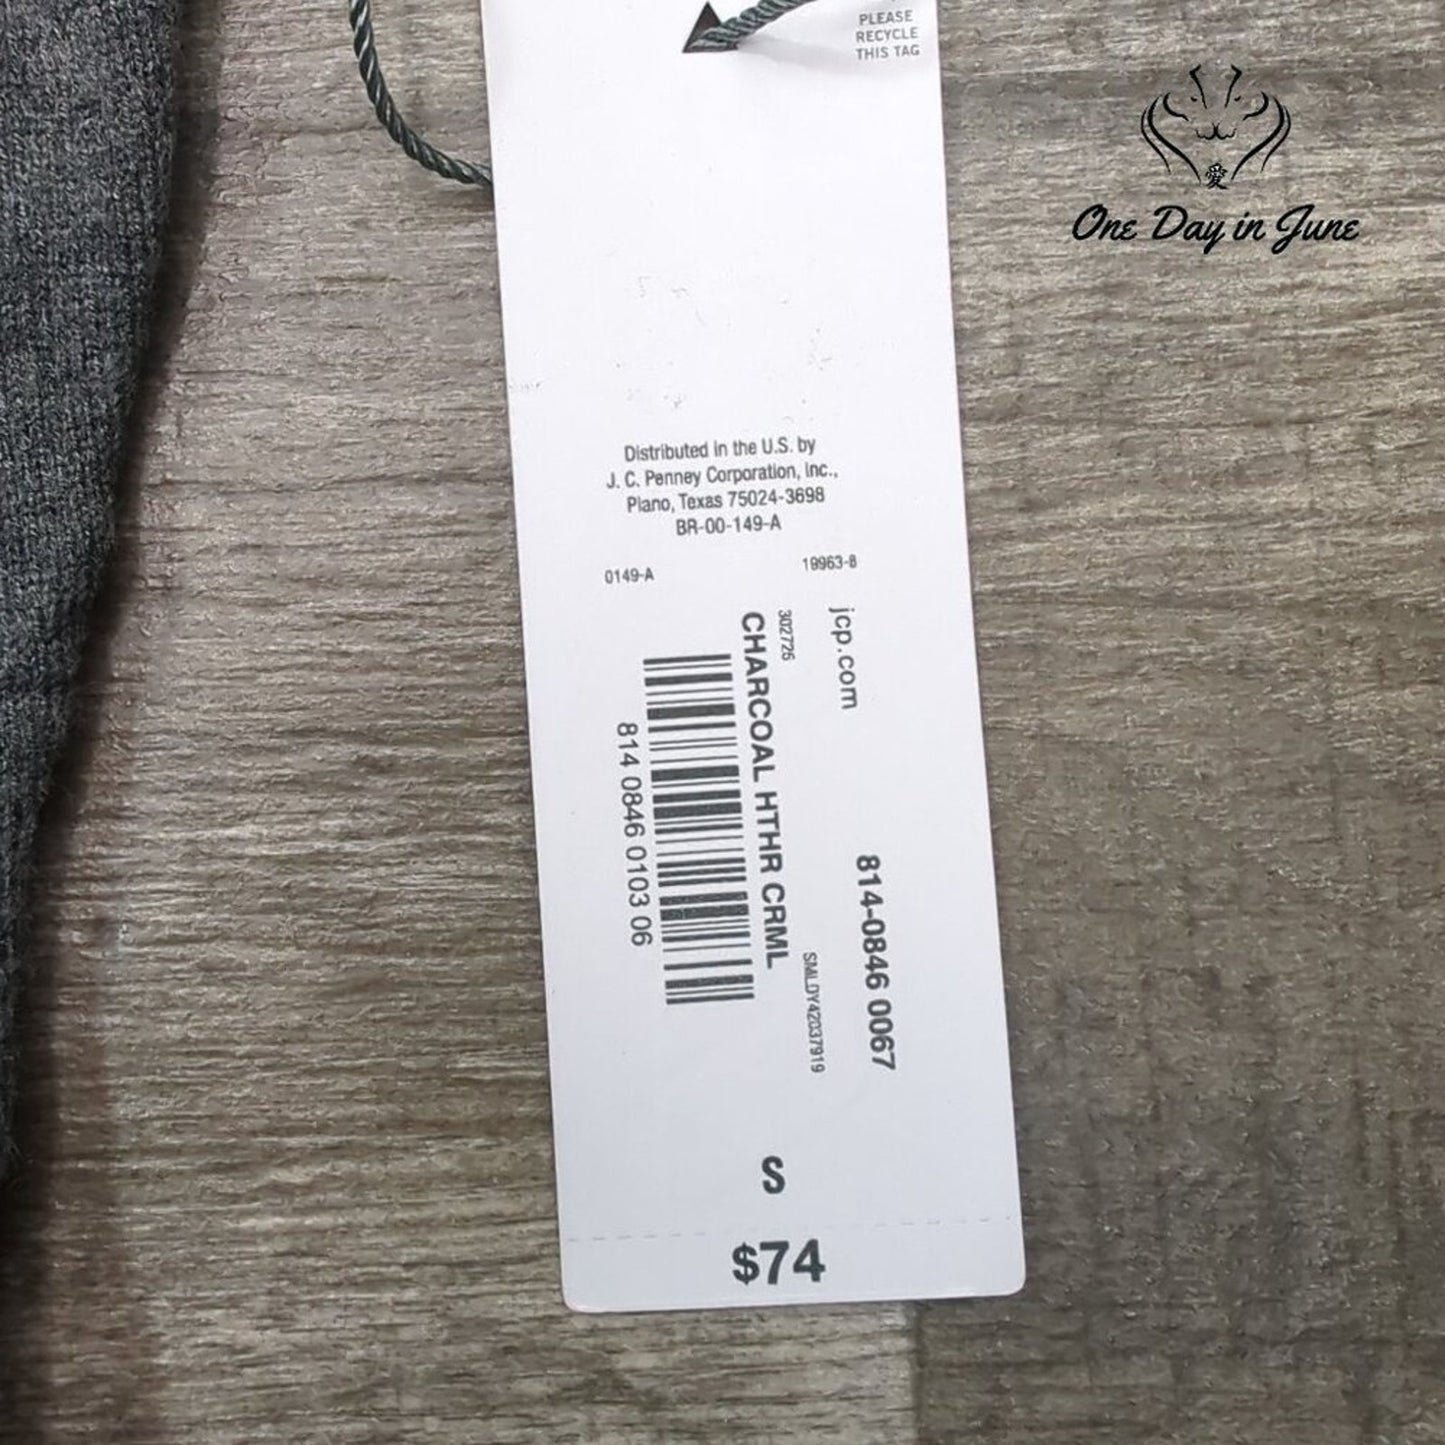 PLEASE
RECYCLE
THIS TAG
愛
One Day in June
Distributed in the U.S. by
J. C. Penney Corporation, Inc.,
Plano, Texas 75024-3698
BR-00-149-A
0149-A
19963-8
jcp.com
814-0846 0067
302726
SMLDY42037919
CHARCOAL HTHR CRML
814 0846 0103 06
S
$74